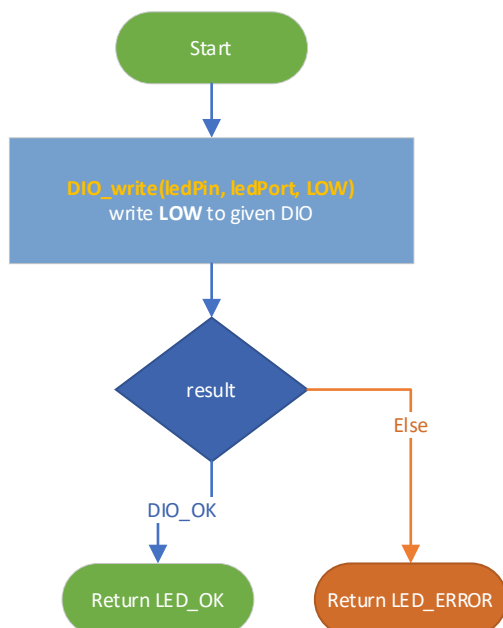 Start
DIO_write(ledPin, ledPort, LOW)
write LOW to given DIO
result
Else
DIO_OK
Return LED_OK
Return LED_ERROR